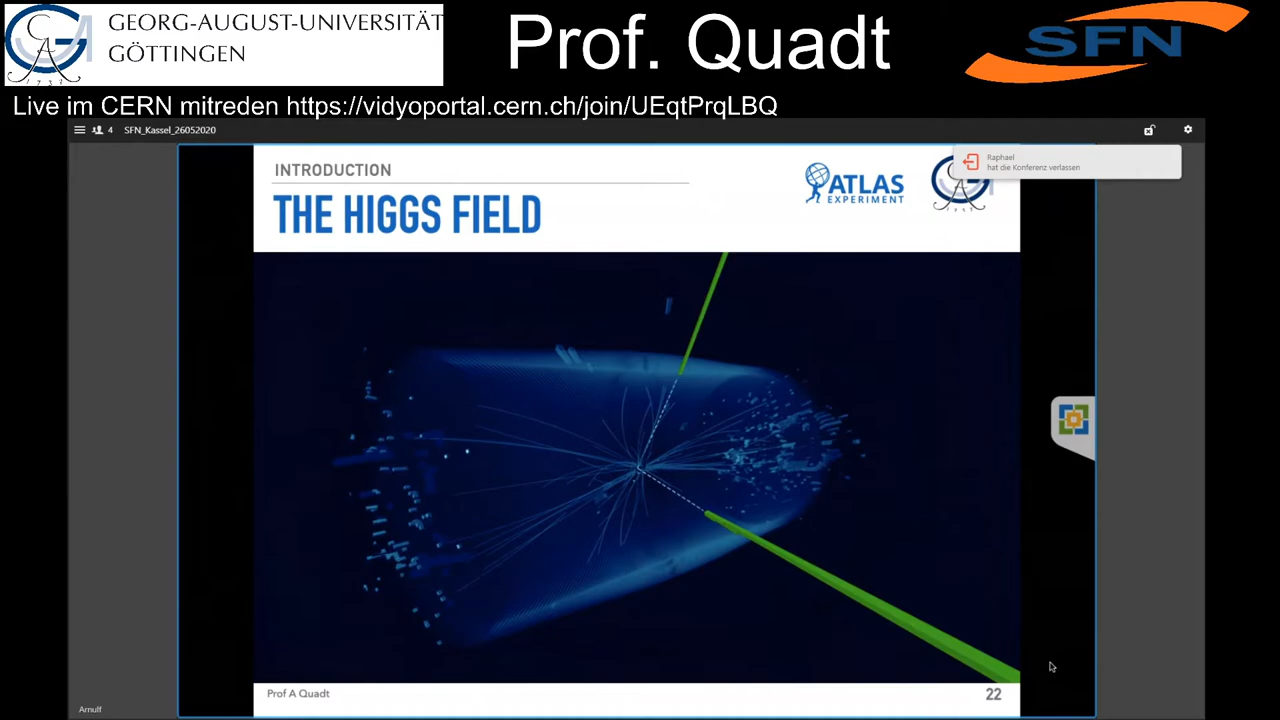 GEORG-AUGUST-UNIVERSITÄT
GÖTTINGEN
1737
Prof. Quadt
SFN
Live im CERN mitreden https://vidyoportal.cern.ch/join/UEqtPrqLBQ
4 SFN_Kassel_26052020
Raphael
hat die Konferenz verlassen
INTRODUCTION
THE HIGGS FIELD
ATLAS
EXPERIMENT
Prof A Quadt
22
Arnulf